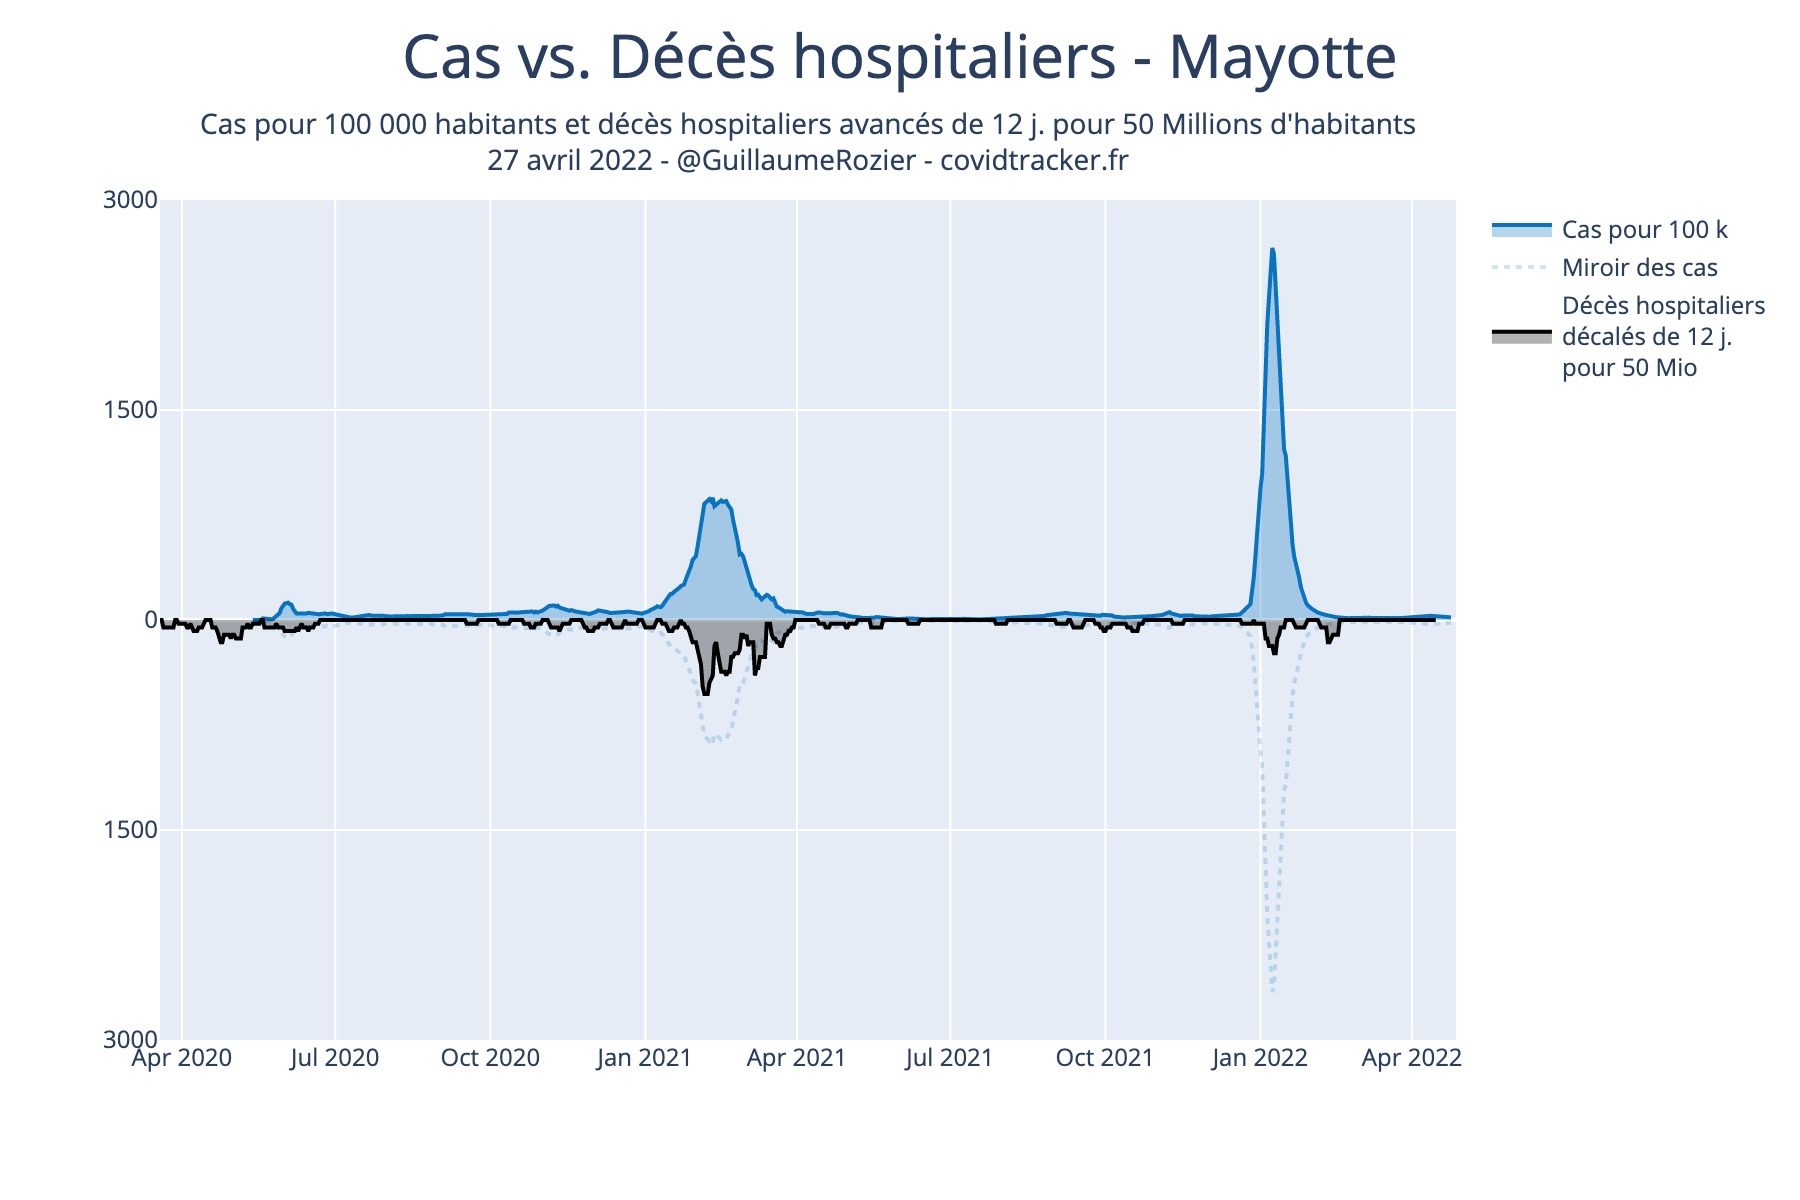 Cas vs. Décès hospitaliers - Mayotte
Cas pour 100 000 habitants et décès hospitaliers avancés de 12 j. pour 50 Millions d'habitants
27 avril 2022 - @GuillaumeRozier - covidtracker.fr
3000
1500
0
1500
3000
Apr 2020
Jul 2020
Oct 2020
Jan 2021
Apr 2021
Jul 2021
Oct 2021
Jan 2022
Apr 2022
Cas pour 100 k
Miroir des cas
Décès hospitaliers
décalés de 12 j.
pour 50 Mio